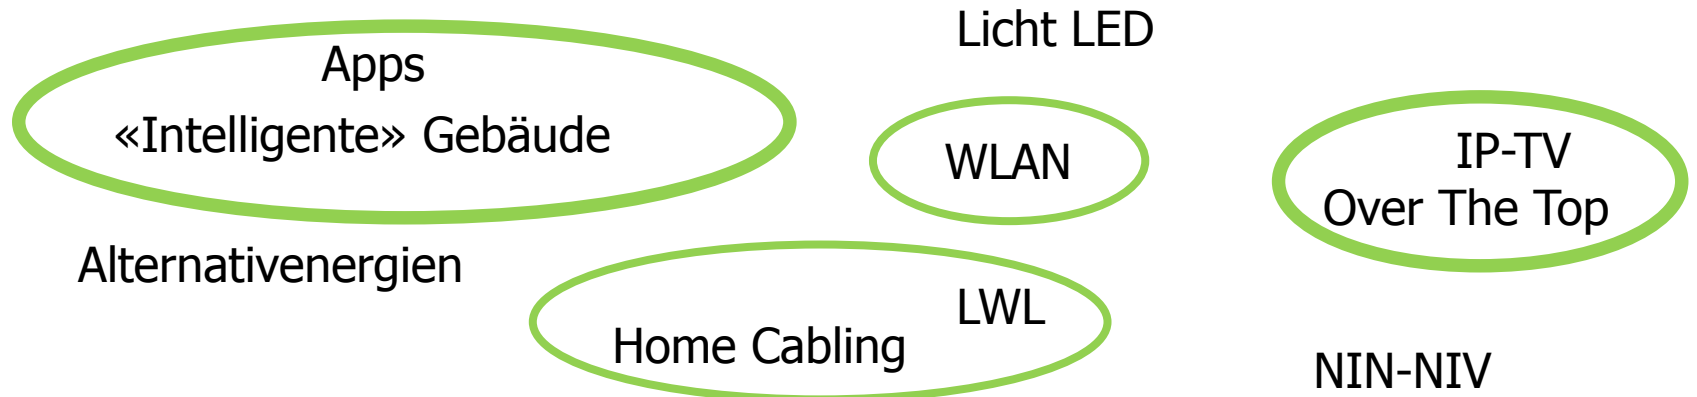 Licht LED
Apps
«Intelligente» Gebäude
WLAN
IP-TV
Over The Top
Alternativenergien
LWL
Home Cabling
NIN-NIV